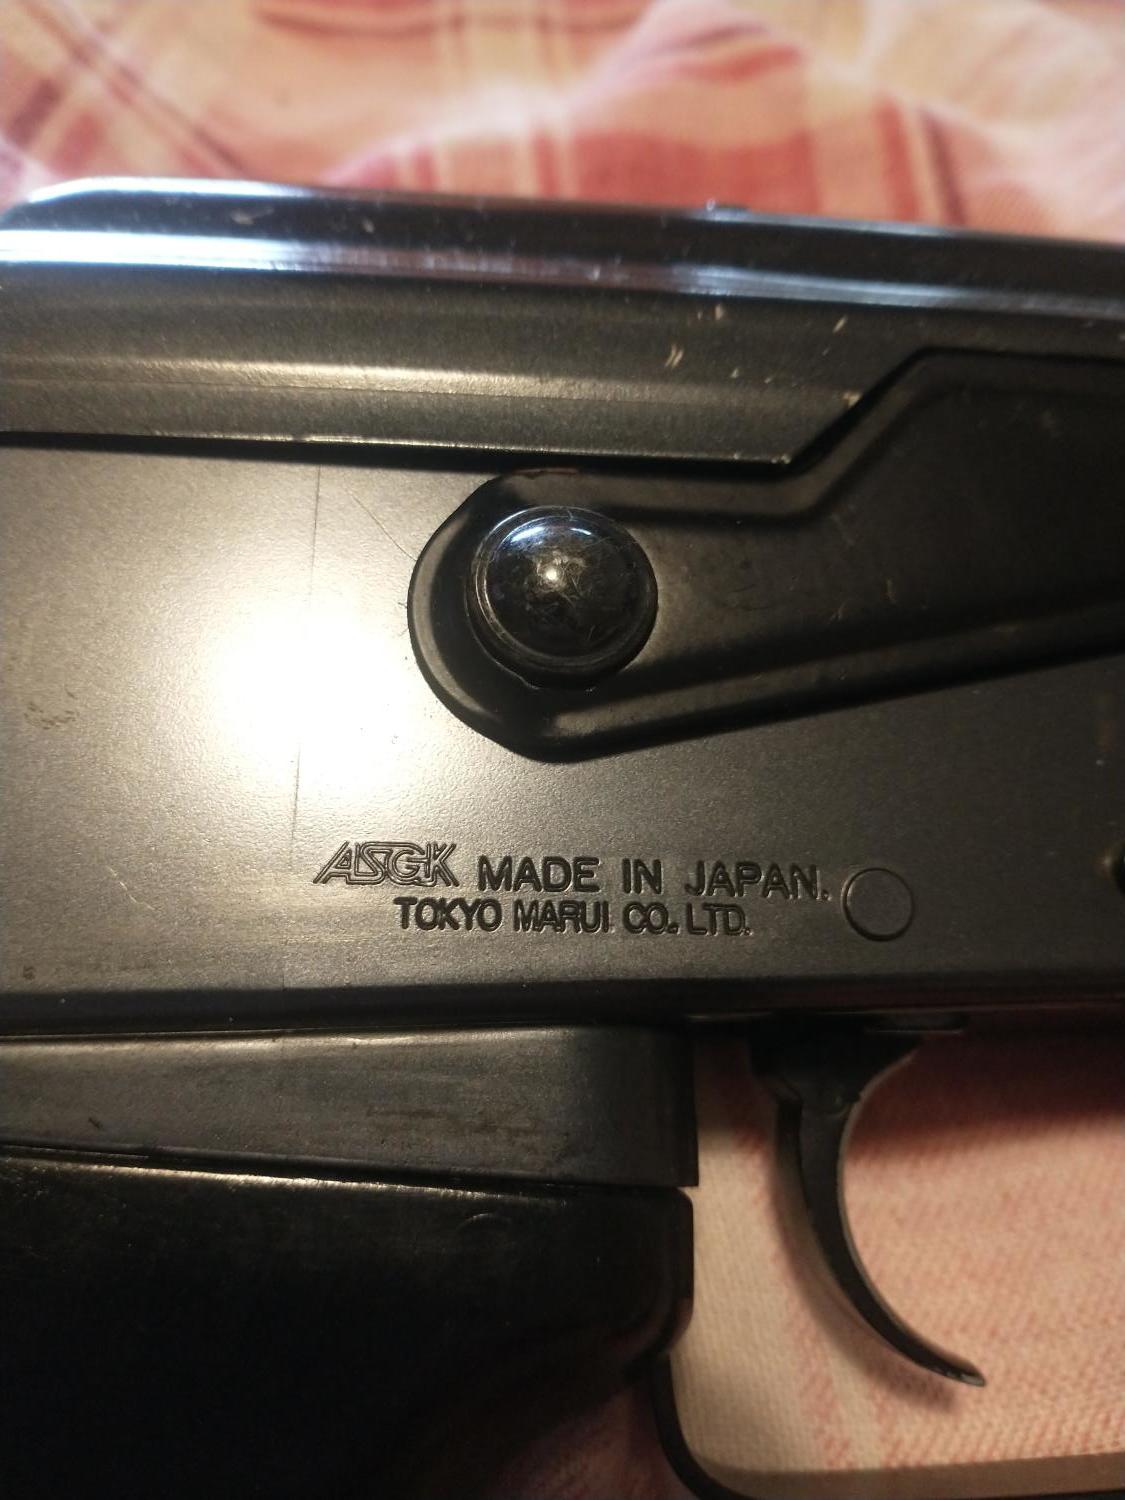 ASGK MADE IN JAPAN.
TOKYO MARUI CO. LTD.